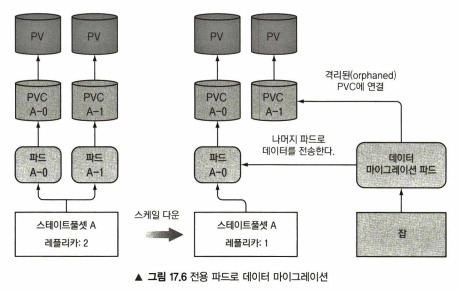 PV
PV
PVC
A-0
PVC
A-1
파드
A-0
파드
A-1
스테이트풀셋 A
레플리카: 2
스케일 다운
PV
PV
PVC
A-0
PVC
A-1
파드
A-0
스테이트풀셋 A
레플리카: 1
격리된(orphaned)
PVC에 연결
나머지 파드로
데이터를 전송한다.
데이터
마이그레이션 파드
잡
▲ 그림 17.6 전용 파드로 데이터 마이그레이션